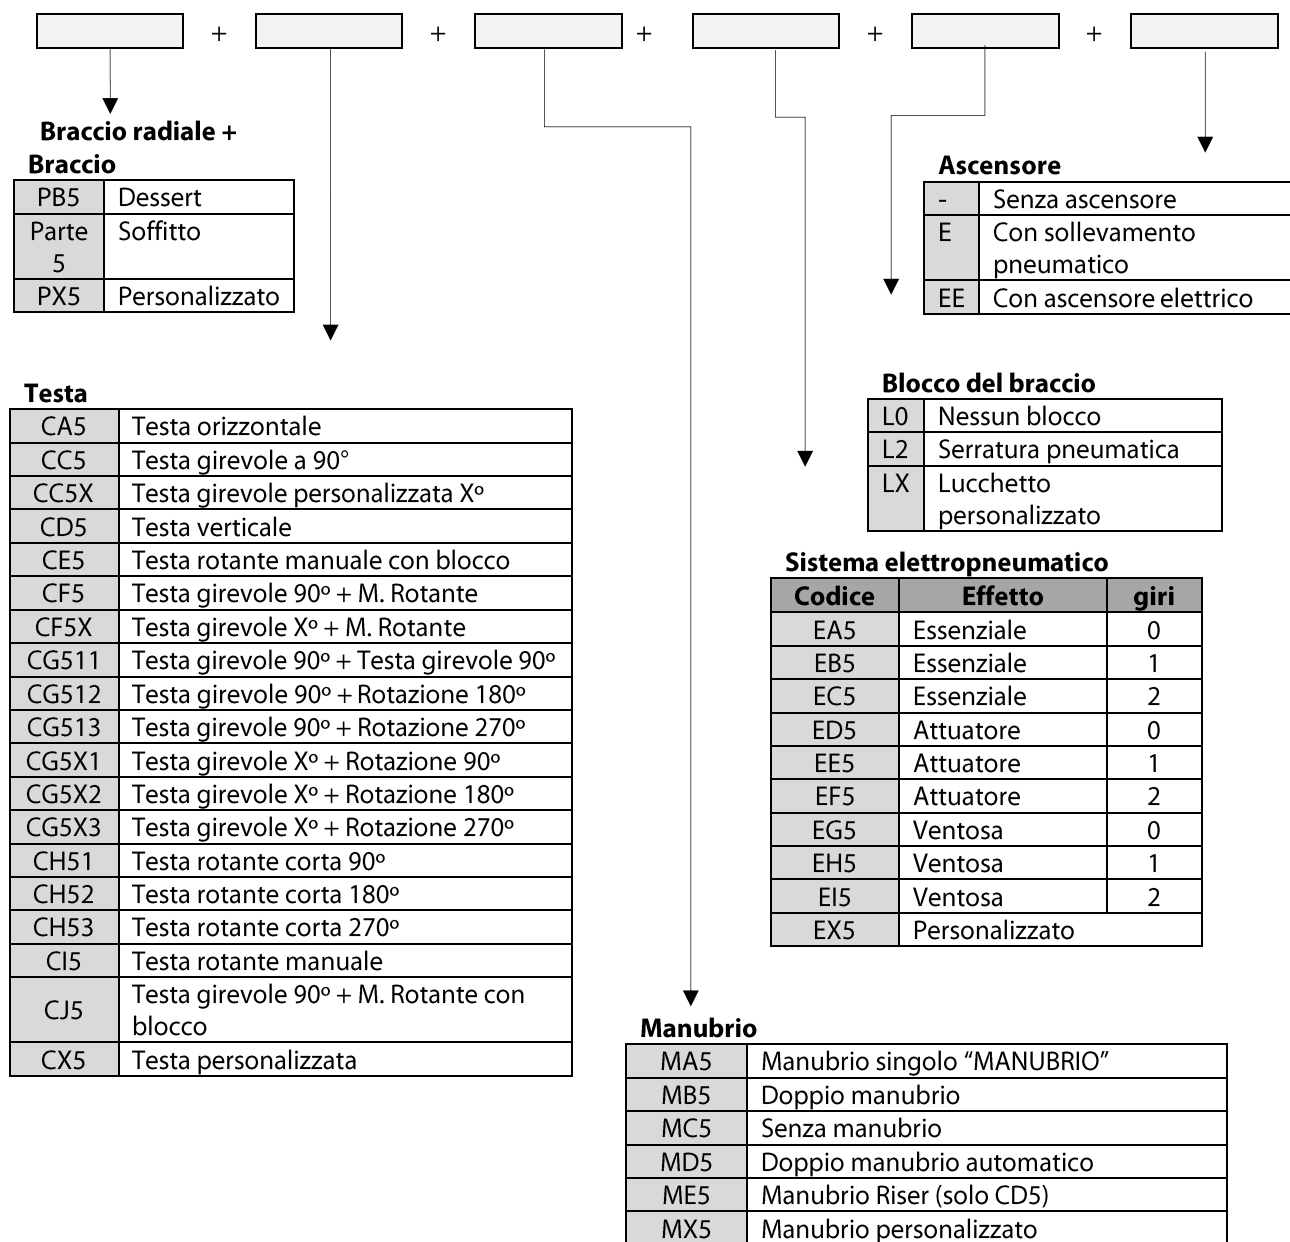 + + + + +
Braccio radiale +
Braccio
PB5 Dessert
Parte 5 Soffitto
PX5 Personalizzato
Ascensore
- Senza ascensore
E Con sollevamento
pneumatico
EE Con ascensore elettrico
Testa
CA5 Testa orizzontale
CC5 Testa girevole a 90°
CC5X Testa girevole personalizzata Xº
CD5 Testa verticale
CE5 Testa rotante manuale con blocco
CF5 Testa girevole 90º + M. Rotante
CF5X Testa girevole Xº + M. Rotante
CG511 Testa girevole 90º + Testa girevole 90º
CG512 Testa girevole 90º + Rotazione 180º
CG513 Testa girevole 90º + Rotazione 270º
CG5X1 Testa girevole Xº + Rotazione 90º
CG5X2 Testa girevole Xº + Rotazione 180º
CG5X3 Testa girevole Xº + Rotazione 270º
CH51 Testa rotante corta 90º
CH52 Testa rotante corta 180º
CH53 Testa rotante corta 270º
CI5 Testa rotante manuale
CJ5 Testa girevole 90º + M. Rotante con
blocco
CX5 Testa personalizzata
Blocco del braccio
L0 Nessun blocco
L2 Serratura pneumatica
LX Lucchetto
personalizzato
Sistema elettropneumatico
Codice Effetto giri
EA5 Essenziale 0
EB5 Essenziale 1
EC5 Essenziale 2
ED5 Attuatore 0
EE5 Attuatore 1
EF5 Attuatore 2
EG5 Ventosa 0
EH5 Ventosa 1
EI5 Ventosa 2
EX5 Personalizzato
Manubrio
MA5 Manubrio singolo “MANUBRIO”
MB5 Doppio manubrio
MC5 Senza manubrio
MD5 Doppio manubrio automatico
ME5 Manubrio Riser (solo CD5)
MX5 Manubrio personalizzato